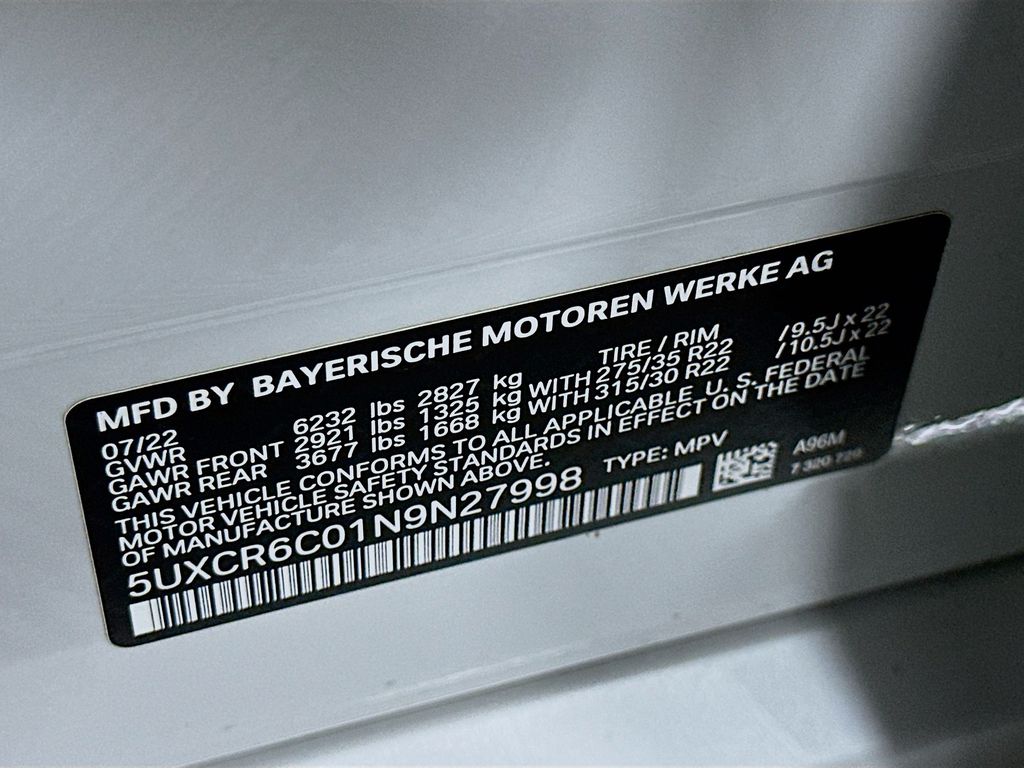 MFD BY BAYERISCHE MOTOREN WERKE AG
07/22 TIRE / RIM
GVWR 6232 lbs 2827 kg
GAWR FRONT 2921 lbs 1325 kg WITH 275/35 R22 /9.5J x 22
GAWR REAR 3677 lbs 1668 kg WITH 315/30 R22 /10.5J x 22
THIS VEHICLE CONFORMS TO ALL APPLICABLE U. S. FEDERAL
MOTOR VEHICLE SAFETY STANDARDS IN EFFECT ON THE DATE
OF MANUFACTURE SHOWN ABOVE.
5UXCR6C01N9N27998 TYPE: MPV A96M